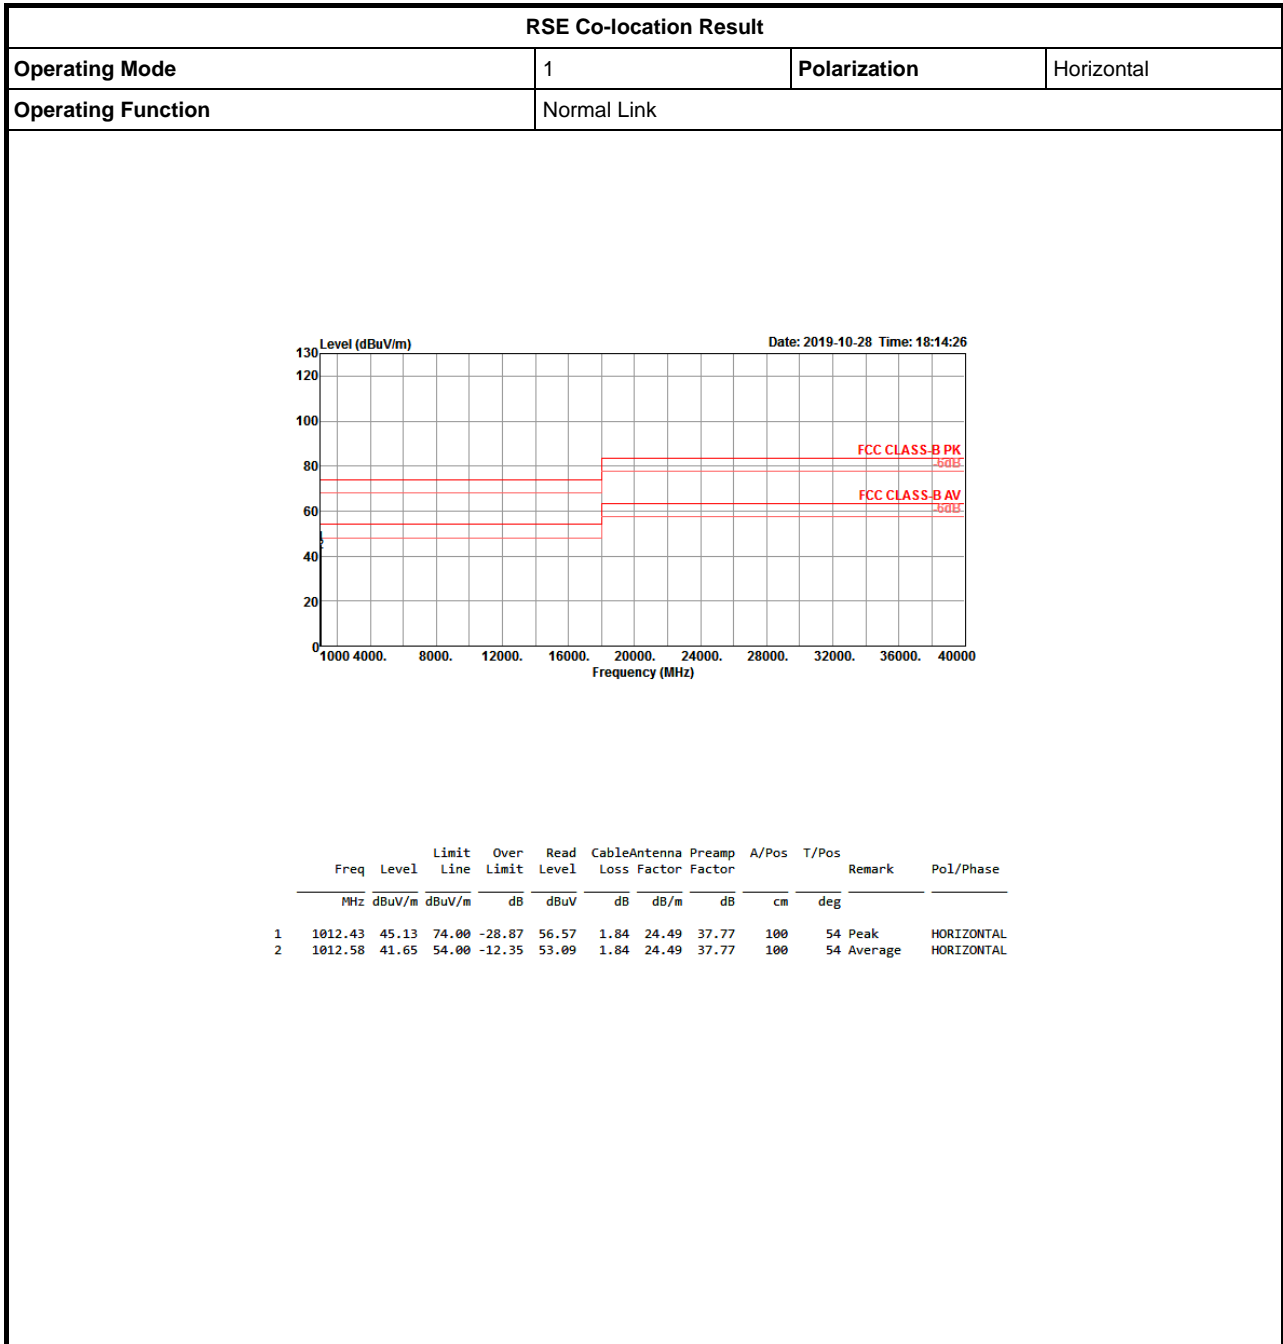 RSE Co-location Result
Operating Mode 1 Polarization Horizontal
Operating Function Normal Link
Level (dBuV/m) Date: 2019-10-28 Time: 18:14:26
130
120
100
FCC CLASS-B PK
-6dB
80
FCC CLASS-B AV
-6dB
60
1
2
40
20
0
1000 4000. 8000. 12000. 16000. 20000. 24000. 28000. 32000. 36000. 40000
Frequency (MHz)
Limit Over Read CableAntenna Preamp A/Pos T/Pos
Freq Level Line Limit Level Loss Factor Factor Remark Pol/Phase
MHz dBuV/m dBuV/m dB dBuV dB dB/m dB cm deg
1 1012.43 45.13 74.00 -28.87 56.57 1.84 24.49 37.77 100 54 Peak HORIZONTAL
2 1012.58 41.65 54.00 -12.35 53.09 1.84 24.49 37.77 100 54 Average HORIZONTAL